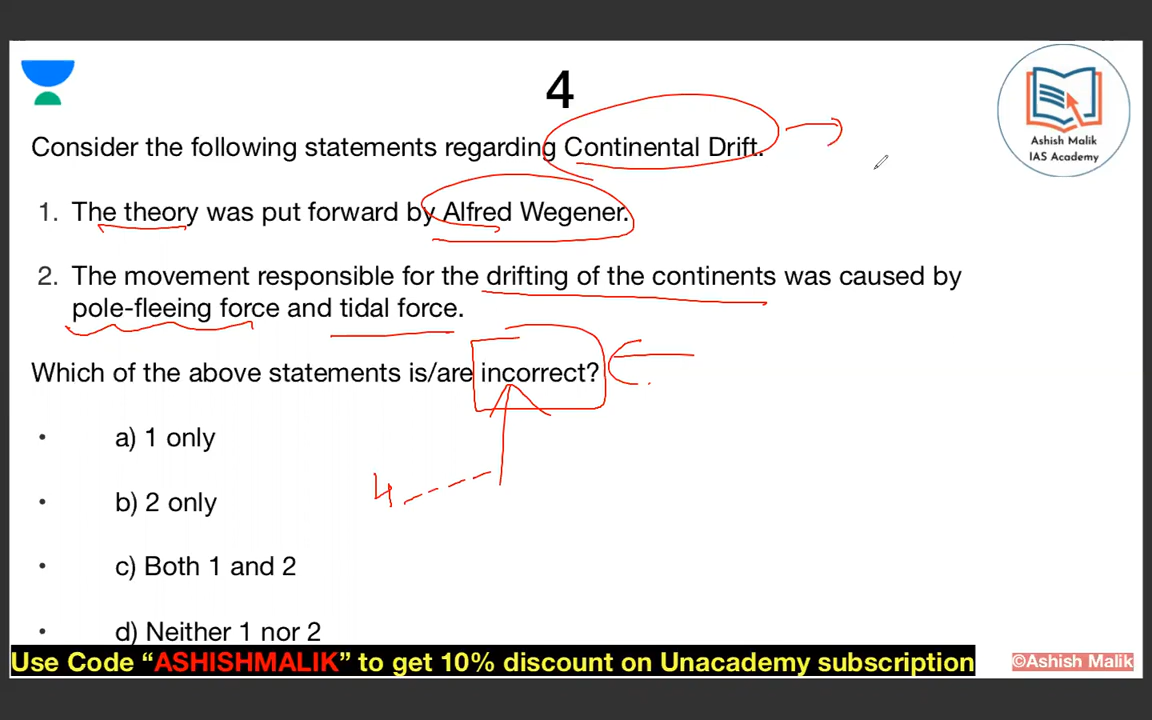 4
Ashish Malik
IAS Academy
Consider the following statements regarding Continental Drift.
1. The theory was put forward by Alfred Wegener.
2. The movement responsible for the drifting of the continents was caused by
pole-fleeing force and tidal force.
Which of the above statements is/are incorrect?
• a) 1 only
4
• b) 2 only
• c) Both 1 and 2
• d) Neither 1 nor 2
Use Code “ASHISHMALIK” to get 10% discount on Unacademy subscription
©Ashish Malik